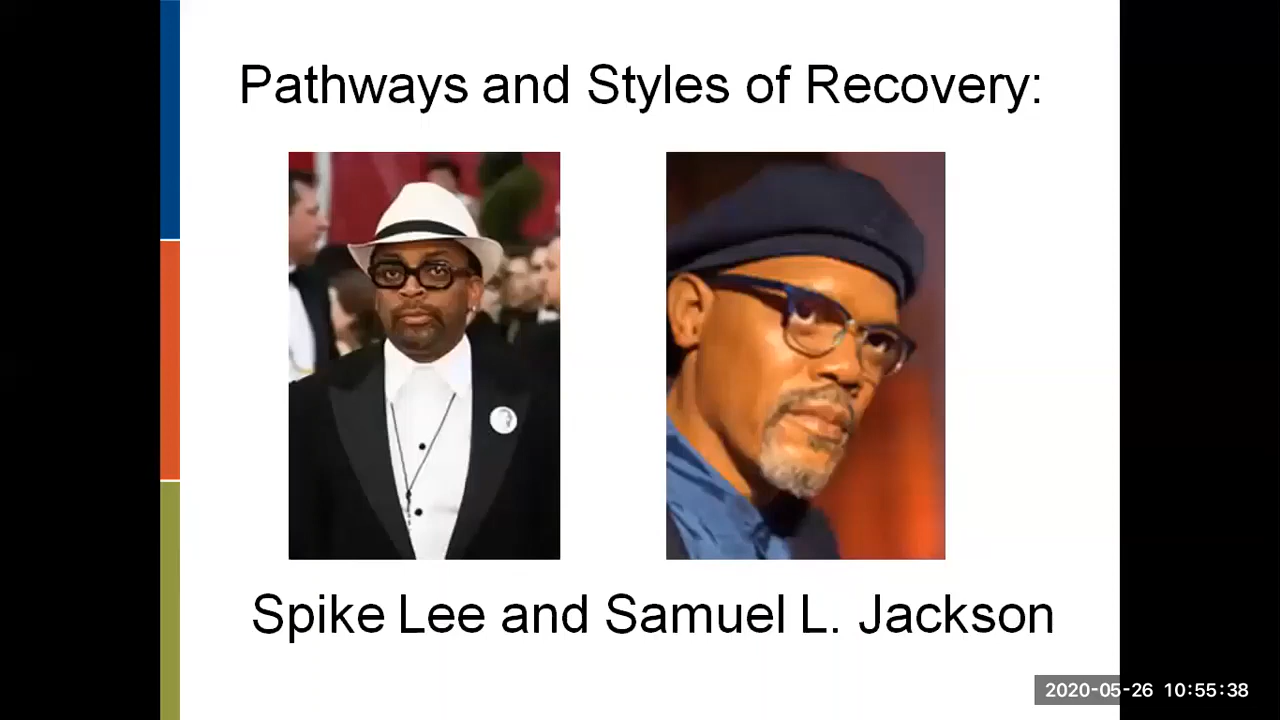 Pathways and Styles of Recovery:
Spike Lee and Samuel L. Jackson
2020-05-26 10:55:38